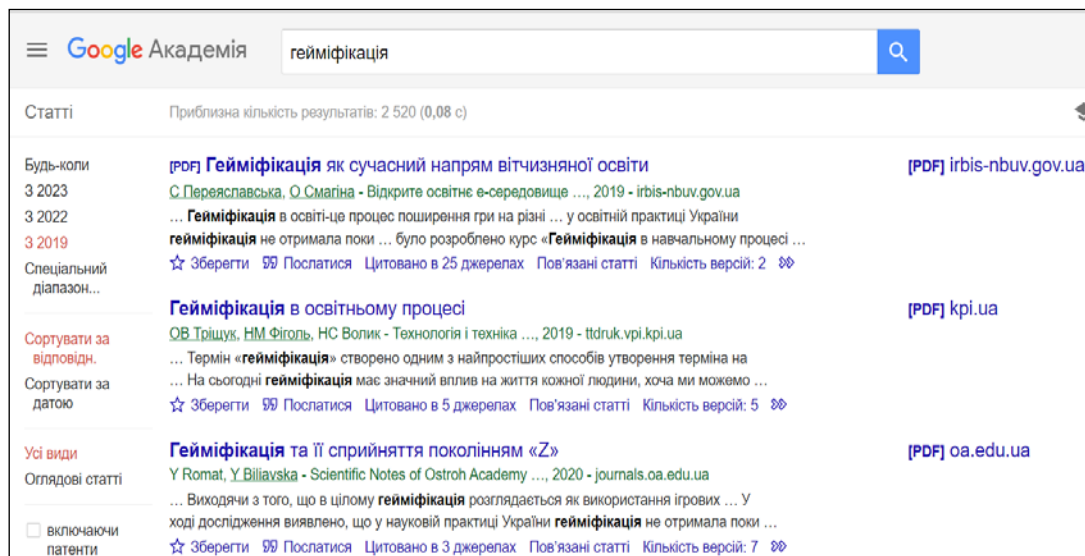 Google Академія
гейміфікація
Статті
Приблизна кількість результатів: 2 520 (0,08 с)
Будь-коли
З 2023
З 2022
З 2019
Спеціальний
діапазон...
Сортувати за
відповідн.
Сортувати за
датою
Усі види
Оглядові статті
включаючи
патенти
[PDF] Гейміфікація як сучасний напрям вітчизняної освіти
С Переяславська, О Смагіна - Відкрите освітнє е-середовище …, 2019 - irbis-nbuv.gov.ua
… Гейміфікація в освіті-це процес поширення гри на різні … у освітній практиці України
гейміфікація не отримала поки … було розроблено курс «Гейміфікація в навчальному процесі …
Зберегти Послатися Цитовано в 25 джерелах Пов'язані статті Кількість версій: 2
[PDF] irbis-nbuv.gov.ua
Гейміфікація в освітньому процесі
ОВ Тріщук, НМ Фіголь, НС Волик - Технологія і техніка …, 2019 - ttdruk.vpi.kpi.ua
… Термін «гейміфікація» створено одним з найпростіших способів утворення терміна на
… На сьогодні гейміфікація має значний вплив на життя кожної людини, хоча ми можемо …
Зберегти Послатися Цитовано в 5 джерелах Пов'язані статті Кількість версій: 5
[PDF] kpi.ua
Гейміфікація та її сприйняття поколінням «Z»
Y Romat, Y Biliavska - Scientific Notes of Ostroh Academy …, 2020 - journals.oa.edu.ua
… Виходячи з того, що в цілому гейміфікація розглядається як використання ігрових … У
ході дослідження виявлено, що у науковій практиці України гейміфікація не отримала поки …
Зберегти Послатися Цитовано в 3 джерелах Пов'язані статті Кількість версій: 7
[PDF] oa.edu.ua